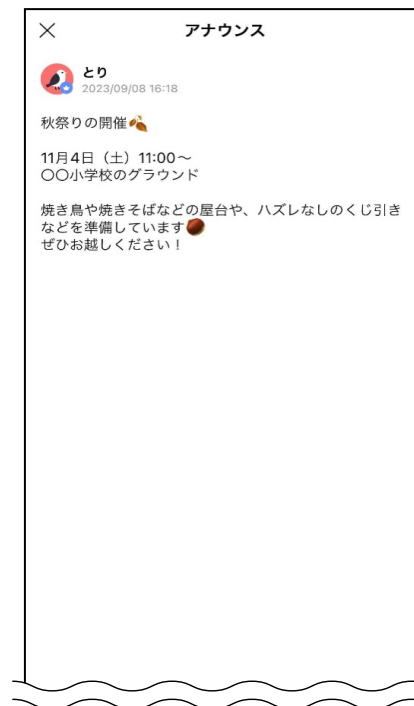 アナウンス
とり
2023/09/08 16:18
秋祭りの開催🍂
11月4日（土）11:00〜
〇〇小学校のグラウンド
焼き鳥や焼きそばなどの屋台や、ハズレなしのくじ引き
などを準備しています🌰
ぜひお越しください！